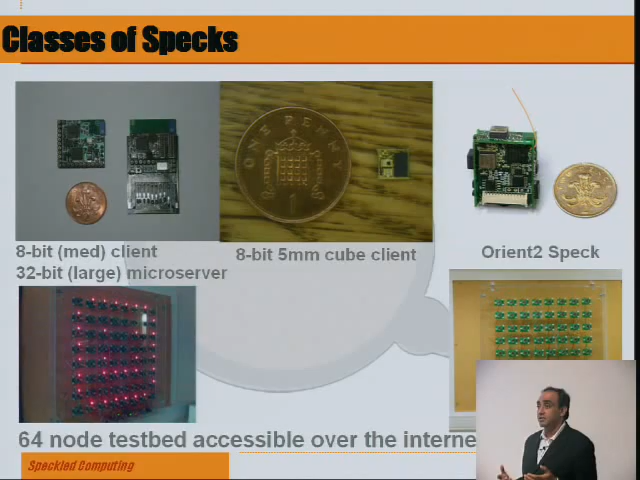 Classes of Specks
ONE PENNY
1
8-bit (med) client
32-bit (large) microserver
8-bit 5mm cube client
Orient2 Speck
64 node testbed accessible over the interne
Speckled Computing